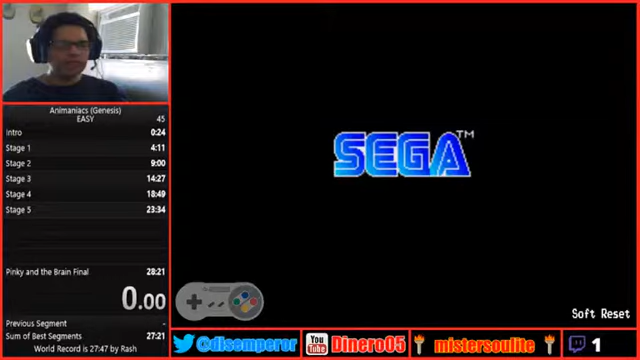 Animaniacs (Genesis)
EASY 45
Intro 0:24
Stage 1 4:11
Stage 2 9:00
Stage 3 14:27
Stage 4 18:49
Stage 5 23:34
Pinky and the Brain Final 28:21
0.00
Previous Segment -
Sum of Best Segments 27:21
World Record is 27:47 by Rash
SEGA™
Soft Reset
@disemperor You Tube Dinero05 mistersoulite 1